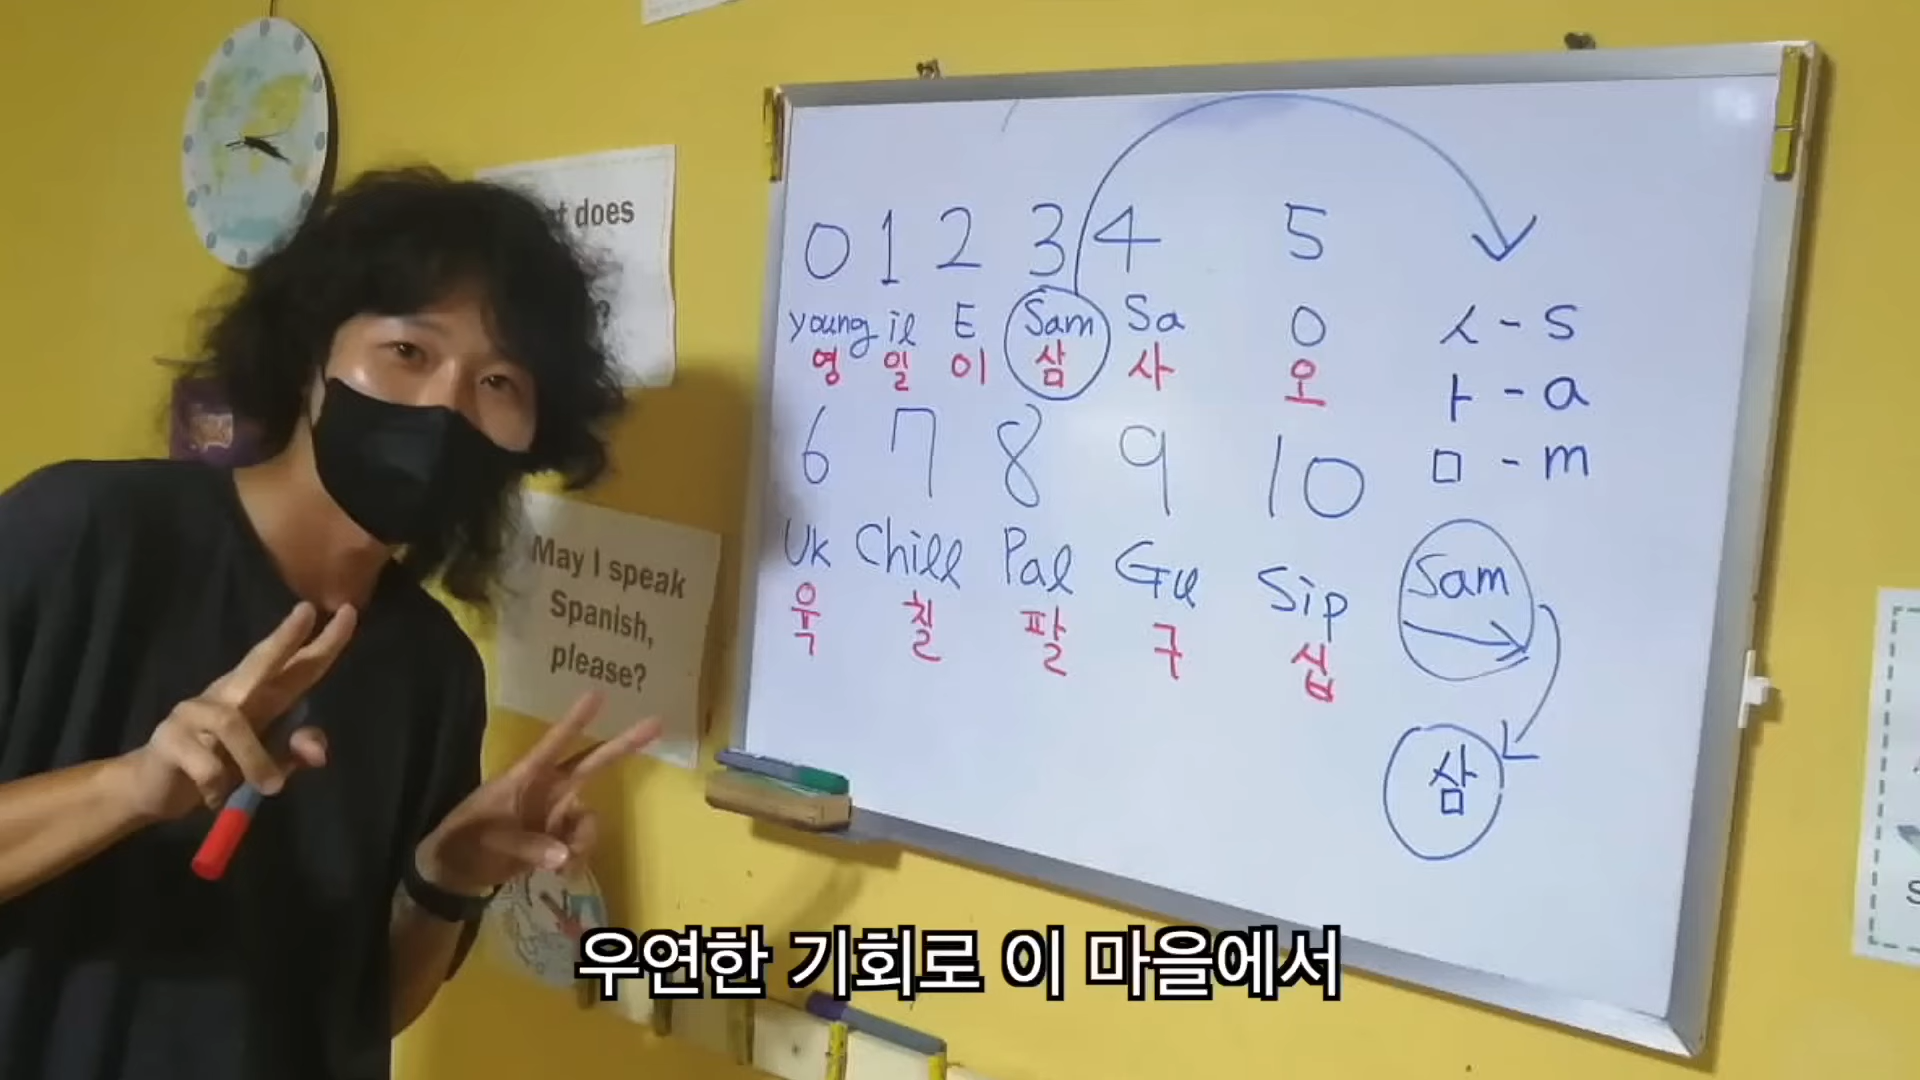 t does
?
May I speak
Spanish,
please?
0 1 2 3 4 5
young il E Sam Sa O
영 일 이 삼 사 오
6 7 8 9 10
Uk Chill Pal Gu Sip
육 칠 팔 구 십
ㅅ - s
ㅏ - a
ㅁ - m
Sam
삼
우연한 기회로 이 마을에서